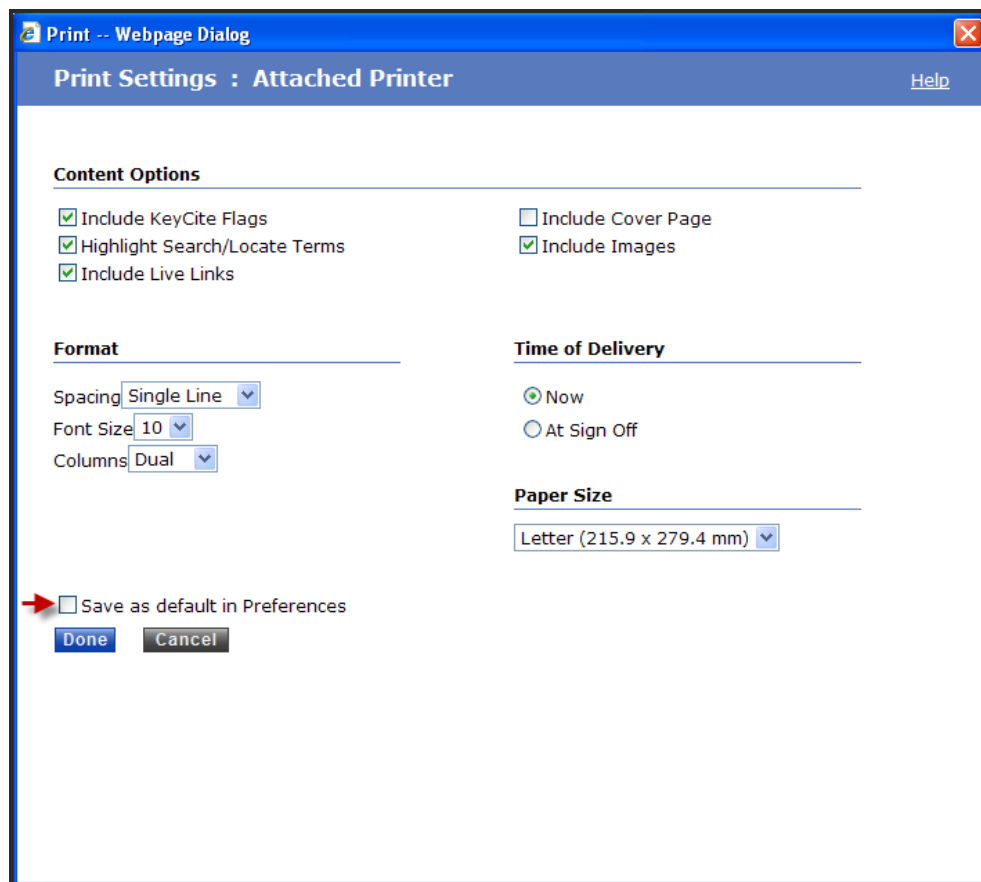 Print -- Webpage Dialog
Print Settings : Attached Printer
Help
Content Options
Include KeyCite Flags
Include Cover Page
Highlight Search/Locate Terms
Include Images
Include Live Links
Format
Time of Delivery
Spacing Single Line
Now
Font Size 10
At Sign Off
Columns Dual
Paper Size
Letter (215.9 x 279.4 mm)
Save as default in Preferences
Done
Cancel